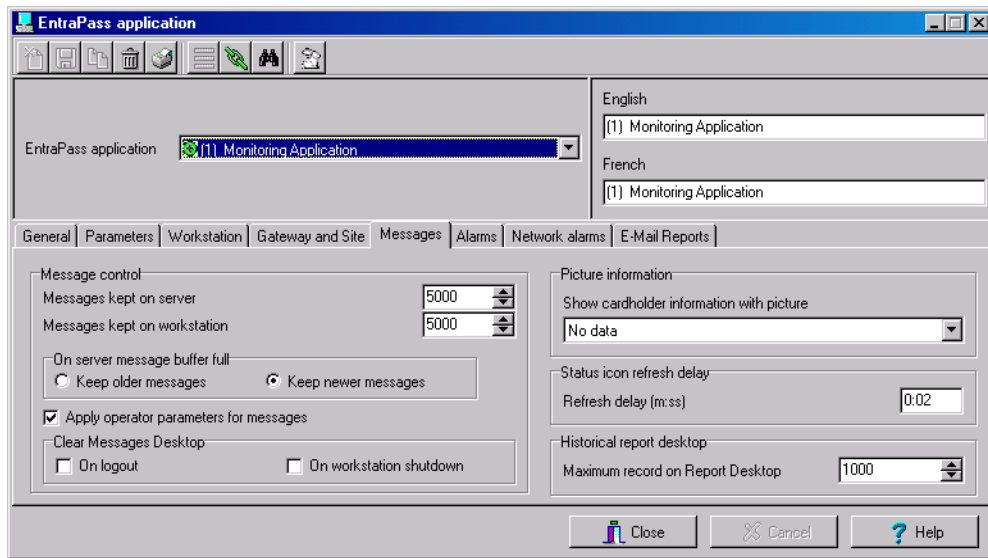 EntraPass application
English
(1) Monitoring Application
EntraPass application
(1) Monitoring Application
French
(1) Monitoring Application
General Parameters Workstation Gateway and Site Messages Alarms Network alarms E-Mail Reports
Message control
Messages kept on server 5000
Messages kept on workstation 5000
On server message buffer full
Keep older messages Keep newer messages
Apply operator parameters for messages
Clear Messages Desktop
On logout On workstation shutdown
Picture information
Show cardholder information with picture
No data
Status icon refresh delay
Refresh delay (m:ss) 0:02
Historical report desktop
Maximum record on Report Desktop 1000
Close Cancel Help